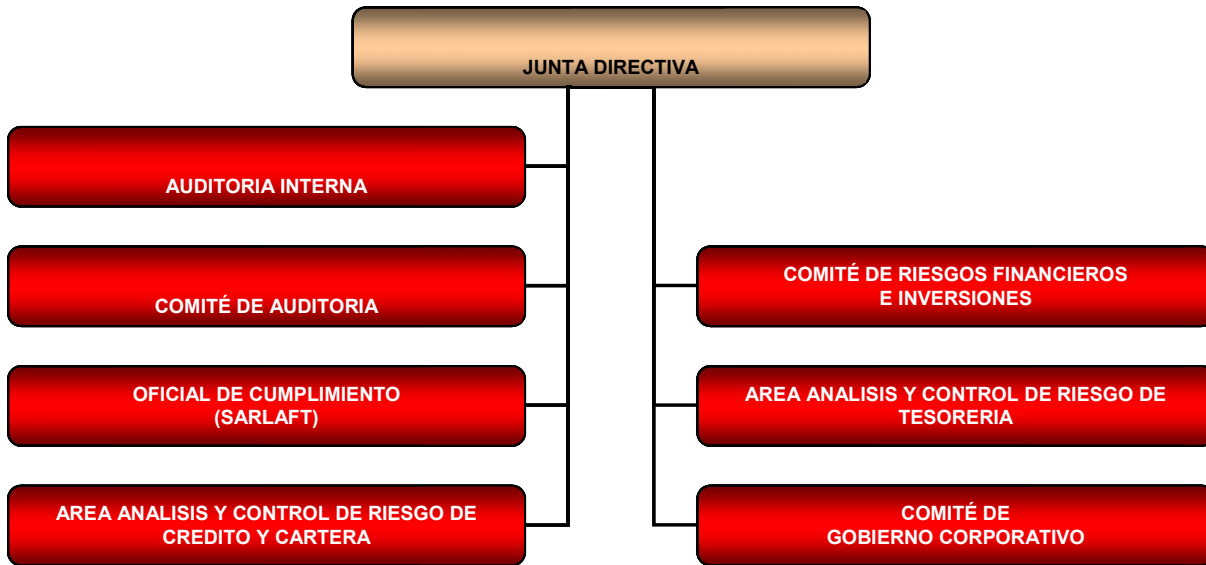 JUNTA DIRECTIVA
AUDITORIA INTERNA
COMITÉ DE AUDITORIA
OFICIAL DE CUMPLIMIENTO
(SARLAFT)
AREA ANALISIS Y CONTROL DE RIESGO DE
CREDITO Y CARTERA
COMITÉ DE RIESGOS FINANCIEROS
E INVERSIONES
AREA ANALISIS Y CONTROL DE RIESGO DE
TESORERIA
COMITÉ DE
GOBIERNO CORPORATIVO